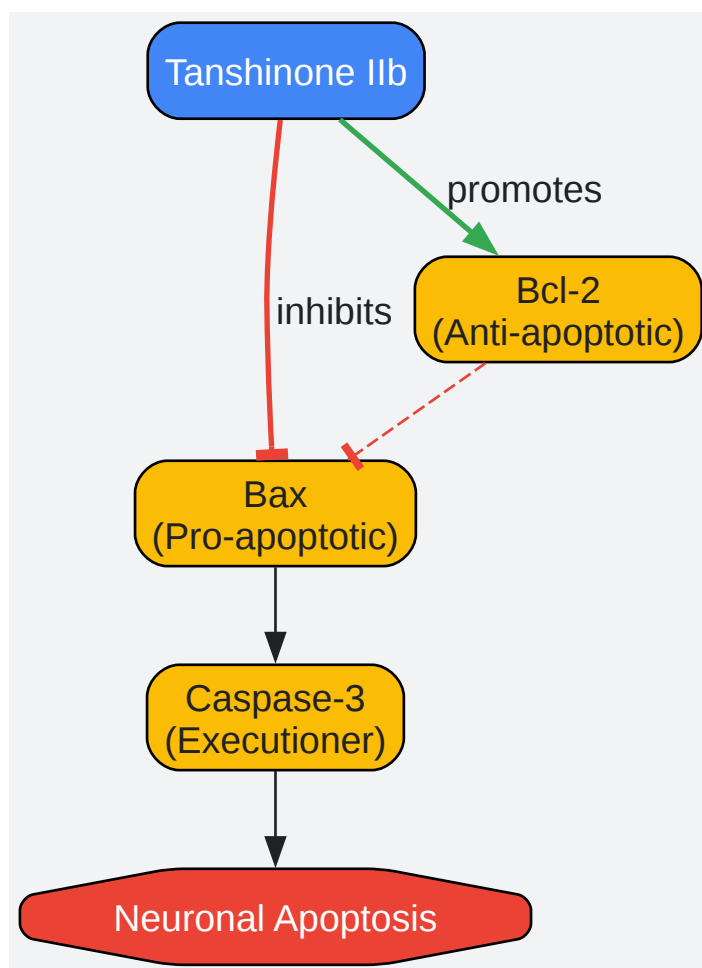 Tanshinone IIb
promotes
Bcl-2
(Anti-apoptotic)
inhibits
Bax
(Pro-apoptotic)
Caspase-3
(Executioner)
Neuronal Apoptosis